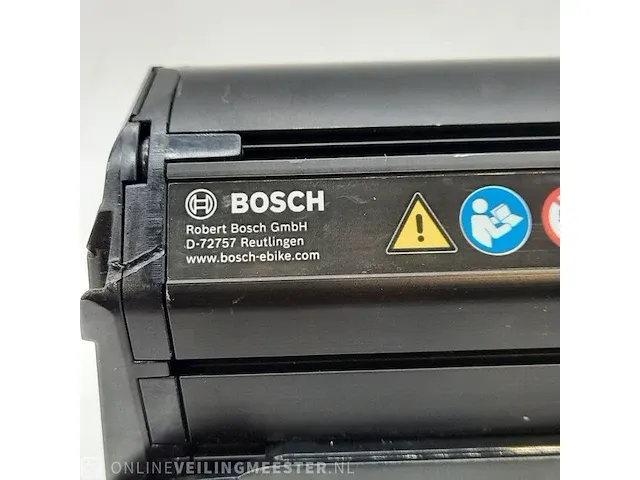 BOSCH
Robert Bosch GmbH
D-72757 Reutlingen
www.bosch-ebike.com
ONLINEVEILINGMEESTER.NL